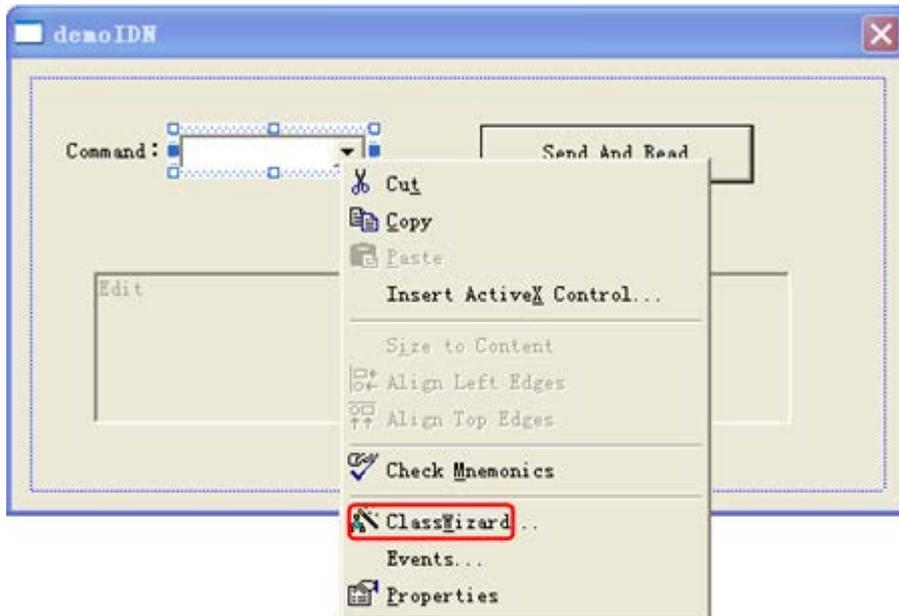 demoIDN
Command:
Send And Read
Cut
Copy
Paste
Edit
Insert ActiveX Control...
Size to Content
Align Left Edges
Align Top Edges
Check Mnemonics
ClassWizard...
Events...
Properties